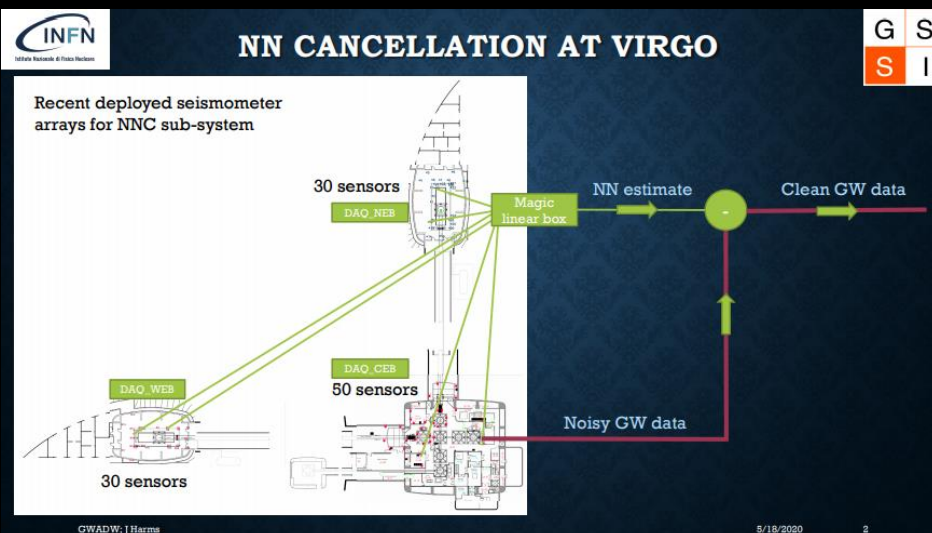 INFN
Istituto Nazionale di Fisica Nucleare
NN CANCELLATION AT VIRGO
G S
S I
Recent deployed seismometer
arrays for NNC sub-system
30 sensors
DAQ_NEB
Magic
linear box
NN estimate
-
Clean GW data
DAQ_CEB
50 sensors
DAQ_WEB
Noisy GW data
30 sensors
GWADW; J Harms
5/18/2020
2